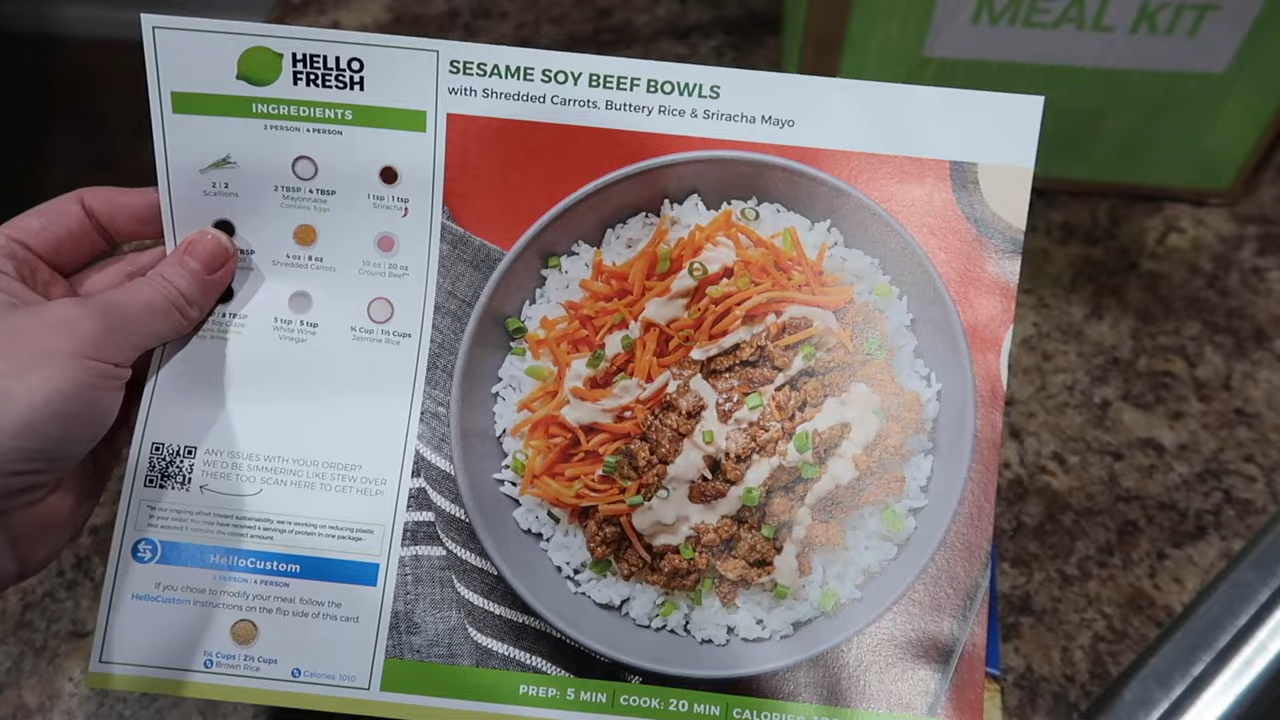 MEAL KIT
HELLO
FRESH
INGREDIENTS
2 PERSON | 4 PERSON
2 | 2
Scallions
2 TBSP | 4 TBSP
Mayonnaise
Contains: Eggs
1 tsp | 1 tsp
Sriracha
4 oz | 8 oz
Shredded Carrots
10 oz | 20 oz
Ground Beef**
8 TBSP
Soy Glaze
5 tsp | 5 tsp
White Wine
Vinegar
¾ Cup | 1½ Cups
Jasmine Rice
ANY ISSUES WITH YOUR ORDER?
WE'D BE SIMMERING LIKE STEW OVER
THERE TOO. SCAN HERE TO GET HELP!
**In our ongoing effort toward sustainability, we're working on reducing plastic
in your order. You may have received 4 servings of protein in one package—
rest assured it contains the correct amount.
HelloCustom
2 PERSON | 4 PERSON
If you chose to modify your meal, follow the
HelloCustom instructions on the flip side of this card.
Cups | Cups
Brown Rice
Calories: 1010
SESAME SOY BEEF BOWLS
with Shredded Carrots, Buttery Rice & Sriracha Mayo
PREP: 5 MIN | COOK: 20 MIN | CALORIES: